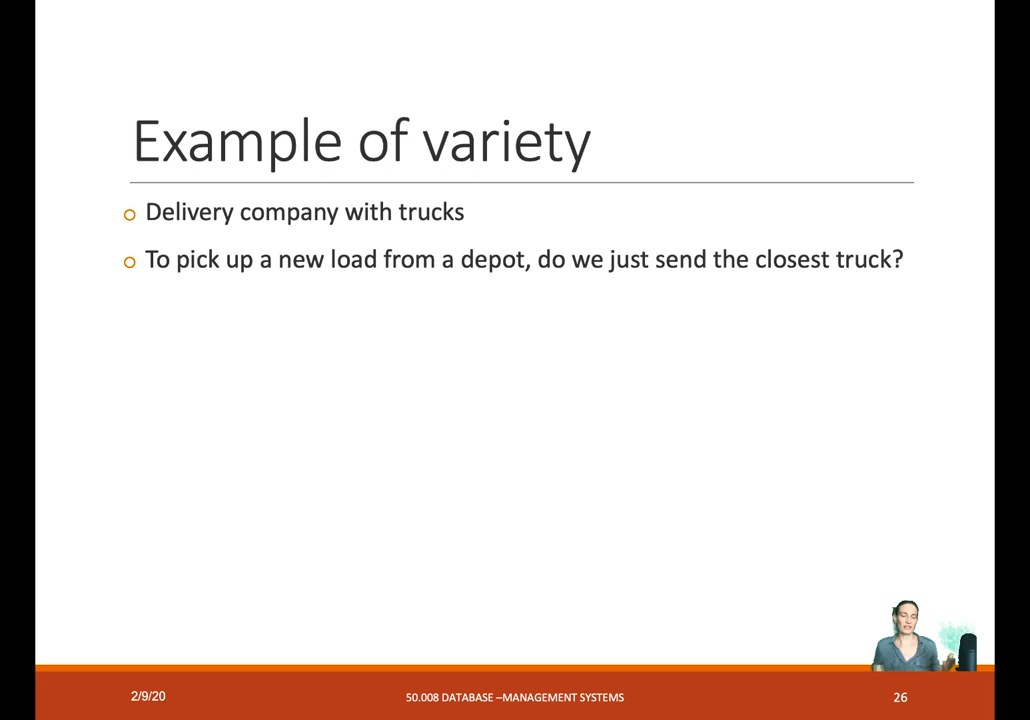 Example of variety
Delivery company with trucks
To pick up a new load from a depot, do we just send the closest truck?
2/9/20
50.008 DATABASE –MANAGEMENT SYSTEMS
26